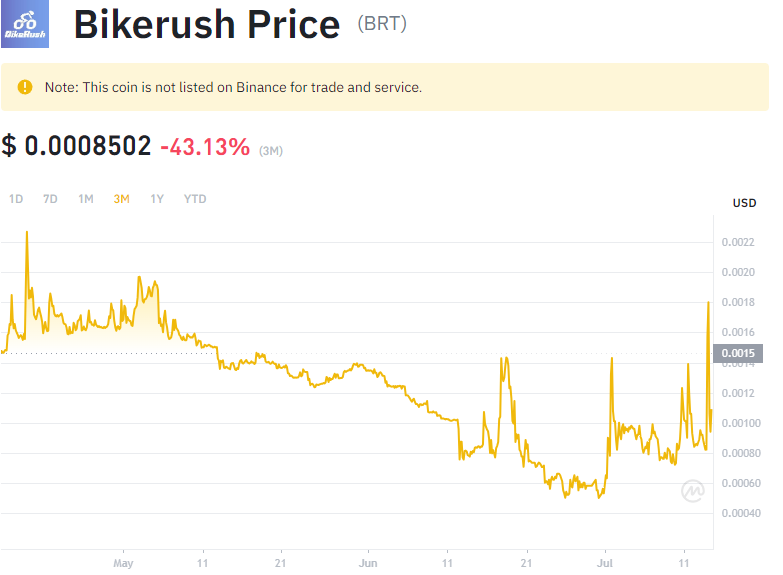 BikeRush
Bikerush Price (BRT)
Note: This coin is not listed on Binance for trade and service.
$ 0.0008502 -43.13% (3M)
1D 7D 1M 3M 1Y YTD
USD
0.0022
0.0020
0.0018
0.0016
0.0015
0.0014
0.0012
0.00100
0.00080
0.00060
0.00040
May 11 21 Jun 11 21 Jul 11